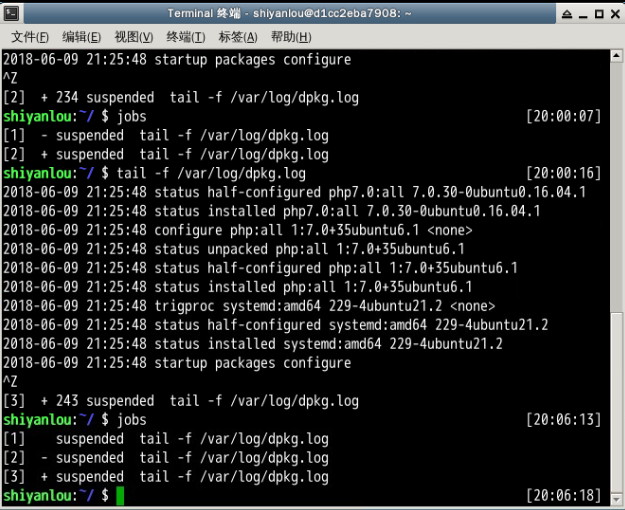 Terminal 终端 - shiyanlou@d1cc2eba7908: ~
文件(F) 编辑(E) 视图(V) 终端(T) 标签(A) 帮助(H)
2018-06-09 21:25:48 startup packages configure
^Z
[2]  + 234 suspended  tail -f /var/log/dpkg.log
shiyanlou:~/ $ jobs [20:00:07]
[1]  - suspended  tail -f /var/log/dpkg.log
[2]  + suspended  tail -f /var/log/dpkg.log
shiyanlou:~/ $ tail -f /var/log/dpkg.log [20:00:16]
2018-06-09 21:25:48 status half-configured php7.0:all 7.0.30-0ubuntu0.16.04.1
2018-06-09 21:25:48 status installed php7.0:all 7.0.30-0ubuntu0.16.04.1
2018-06-09 21:25:48 configure php:all 1:7.0+35ubuntu6.1 <none>
2018-06-09 21:25:48 status unpacked php:all 1:7.0+35ubuntu6.1
2018-06-09 21:25:48 status half-configured php:all 1:7.0+35ubuntu6.1
2018-06-09 21:25:48 status installed php:all 1:7.0+35ubuntu6.1
2018-06-09 21:25:48 trigproc systemd:amd64 229-4ubuntu21.2 <none>
2018-06-09 21:25:48 status half-configured systemd:amd64 229-4ubuntu21.2
2018-06-09 21:25:48 status installed systemd:amd64 229-4ubuntu21.2
2018-06-09 21:25:48 startup packages configure
^Z
[3]  + 243 suspended  tail -f /var/log/dpkg.log
shiyanlou:~/ $ jobs [20:06:13]
[1]    suspended  tail -f /var/log/dpkg.log
[2]  - suspended  tail -f /var/log/dpkg.log
[3]  + suspended  tail -f /var/log/dpkg.log
shiyanlou:~/ $ [20:06:18]